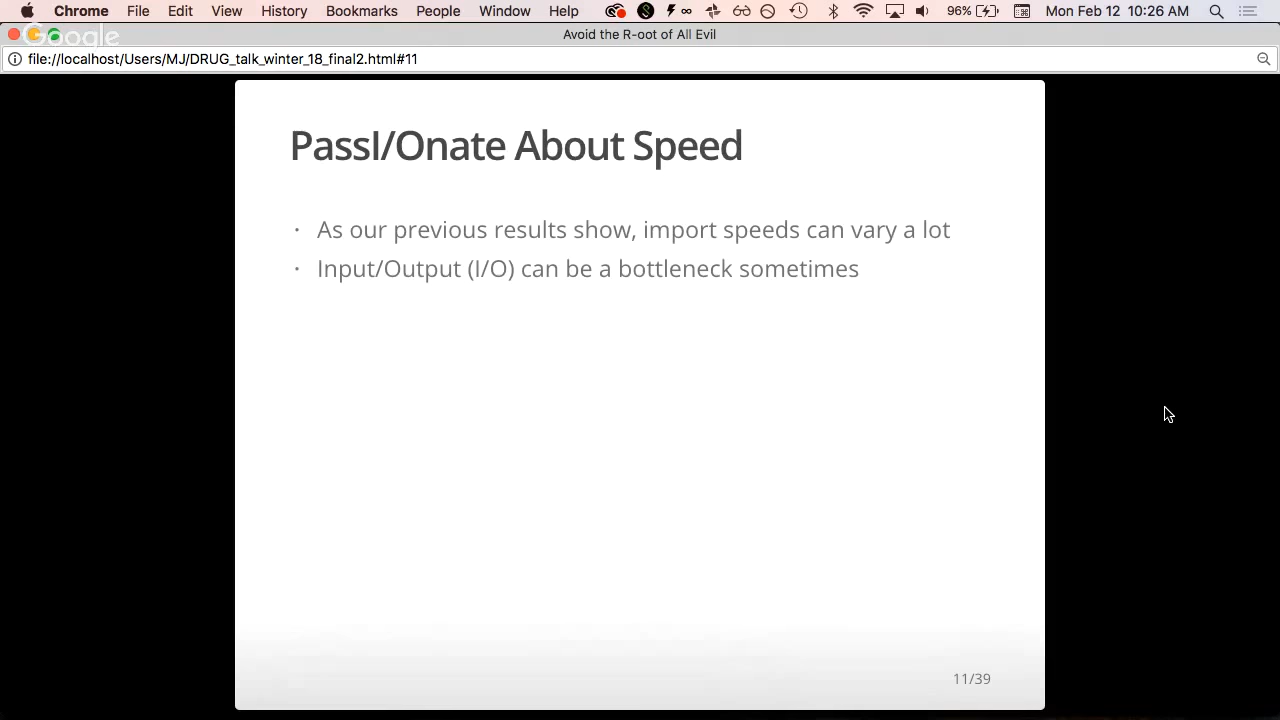 Chrome File Edit View History Bookmarks People Window Help 96% Mon Feb 12 10:26 AM
Google
Avoid the R-oot of All Evil
file://localhost/Users/MJ/DRUG_talk_winter_18_final2.html#11
PassI/Onate About Speed
· As our previous results show, import speeds can vary a lot
· Input/Output (I/O) can be a bottleneck sometimes
11/39